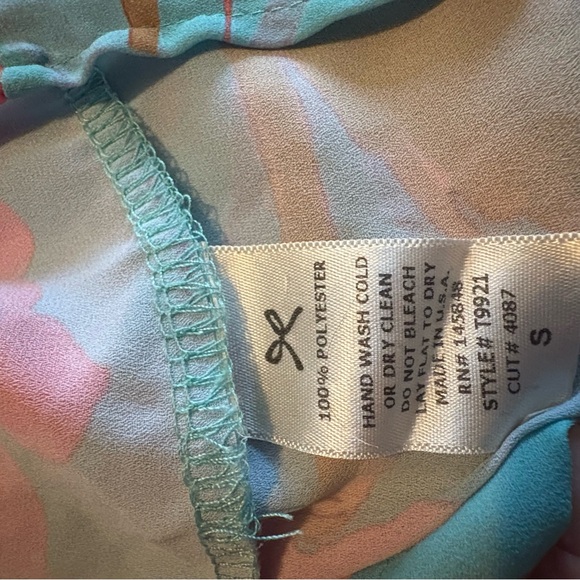 100% POLYESTER
HAND WASH COLD
OR DRY CLEAN
DO NOT BLEACH
LAY FLAT TO DRY
MADE IN U.S.A.
RN# 145848
STYLE# T9921
CUT# 4087
S